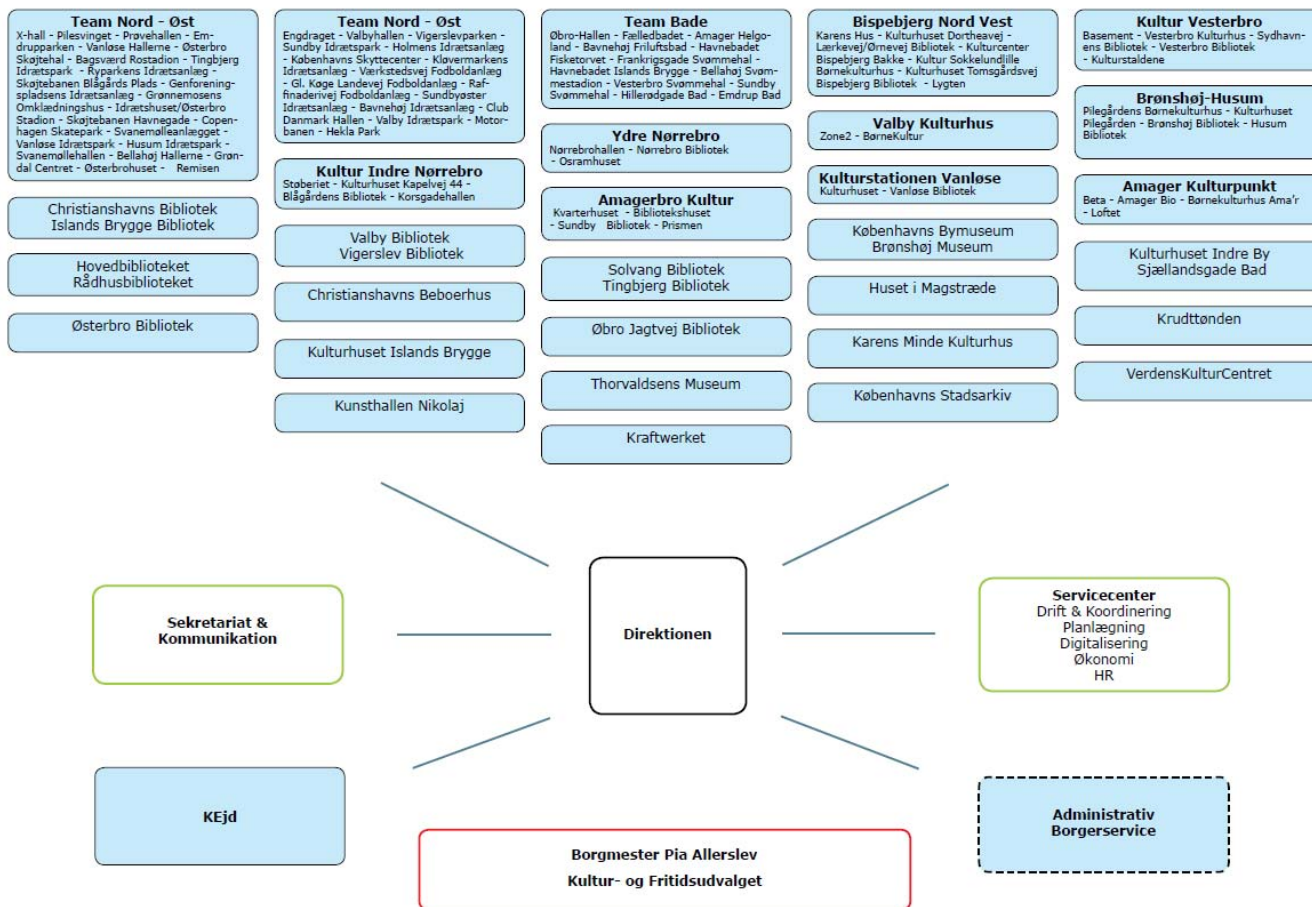 Team Nord - Øst
X-hall - Pilesvinget - Prøvehallen - Em-
drupparken - Vanløse Hallerne - Østerbro
Skøjtehal - Bagsværd Rostadion - Tingbjerg
Idrætspark - Ryparkens Idrætsanlæg -
Skøjtebanen Blågårds Plads - Genforening-
spladsens Idrætsanlæg - Grønnemosens
Omklædningshus - Idrætshuset/Østerbro
Stadion - Skøjtebanen Havnegade - Copen-
hagen Skatepark - Svanemølleanlægget -
Vanløse Idrætspark - Husum Idrætspark -
Svanemøllehallen - Bellahøj Hallerne - Grøn-
dal Centret - Østerbrohuset - Remisen
Christianshavns Bibliotek
Islands Brygge Bibliotek
Hovedbiblioteket
Rådhusbiblioteket
Østerbro Bibliotek
Team Nord - Øst
Engdraget - Valbyhallen - Vigerslevparken -
Sundby Idrætspark - Holmens Idrætsanlæg
- Københavns Skyttecenter - Kløvermarkens
Idrætsanlæg - Værkstedsvej Fodboldanlæg
- Gl. Køge Landevej Fodboldanlæg - Raf-
finaderivej Fodboldanlæg - Sundbyøster
Idrætsanlæg - Bavnehøj Idrætsanlæg - Club
Danmark Hallen - Valby Idrætspark - Motor-
banen - Hekla Park
Kultur Indre Nørrebro
Støberiet - Kulturhuset Kapelvej 44 -
Blågårdens Bibliotek - Korsgadehallen
Valby Bibliotek
Vigerslev Bibliotek
Christianshavns Beboerhus
Kulturhuset Islands Brygge
Kunsthallen Nikolaj
Team Bade
Øbro-Hallen - Fælledbadet - Amager Helgo-
land - Bavnehøj Friluftsbad - Havnebadet
Fisketorvet - Frankrigsgade Svømmehal -
Havnebadet Islands Brygge - Bellahøj Svøm-
mestadion - Vesterbro Svømmehal - Sundby
Svømmehal - Hillerødgade Bad - Emdrup Bad
Ydre Nørrebro
Nørrebrohallen - Nørrebro Bibliotek
- Osramhuset
Amagerbro Kultur
Kvarterhuset - Bibliotekshuset
- Sundby Bibliotek - Prismen
Solvang Bibliotek
Tingbjerg Bibliotek
Øbro Jagtvej Bibliotek
Thorvaldsens Museum
Kraftwerket
Bispebjerg Nord Vest
Karens Hus - Kulturhuset Dortheavej -
Lærkevej/Ørnevej Bibliotek - Kulturcenter
Bispebjerg Bakke - Kultur Sokkelundlille
Børnekulturhus - Kulturhuset Tomsgårdsvej
Bispebjerg Bibliotek - Lygten
Valby Kulturhus
Zone2 - BørneKultur
Kulturstationen Vanløse
Kulturhuset - Vanløse Bibliotek
Københavns Bymuseum
Brønshøj Museum
Huset i Magstræde
Karens Minde Kulturhus
Københavns Stadsarkiv
Kultur Vesterbro
Basement - Vesterbro Kulturhus - Sydhavn-
ens Bibliotek - Vesterbro Bibliotek
- Kulturstaldene
Brønshøj-Husum
Pilegårdens Børnekulturhus - Kulturhuset
Pilegården - Brønshøj Bibliotek - Husum
Bibliotek
Amager Kulturpunkt
Beta - Amager Bio - Børnekulturhus Ama'r
- Loftet
Kulturhuset Indre By
Sjællandsgade Bad
Krudttønden
VerdensKulturCentret
Sekretariat &
Kommunikation
Direktionen
Servicecenter
Drift & Koordinering
Planlægning
Digitalisering
Økonomi
HR
KEjd
Administrativ
Borgerservice
Borgmester Pia Allerslev
Kultur- og Fritidsudvalget